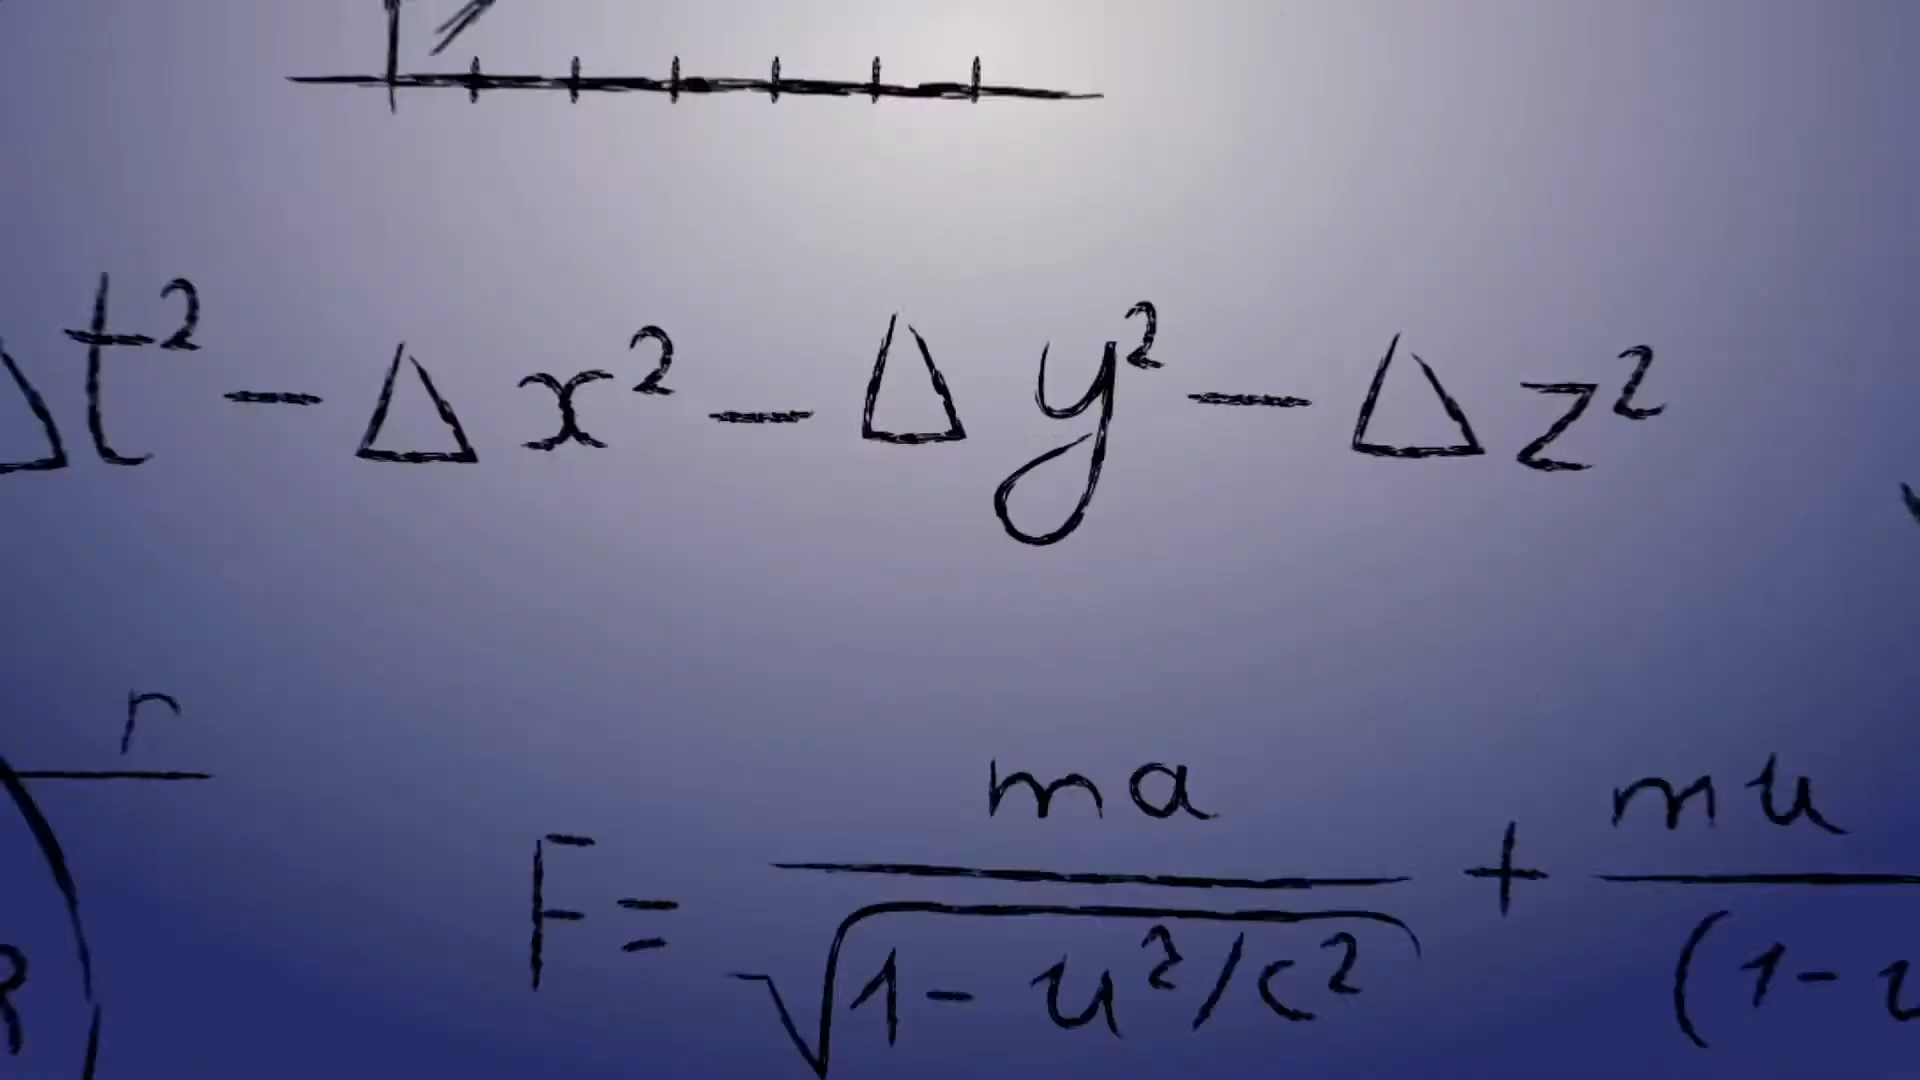 Δt² - Δx² - Δy² - Δz²
r
F = ma / √(1 - u²/c²) + mu / (1 -